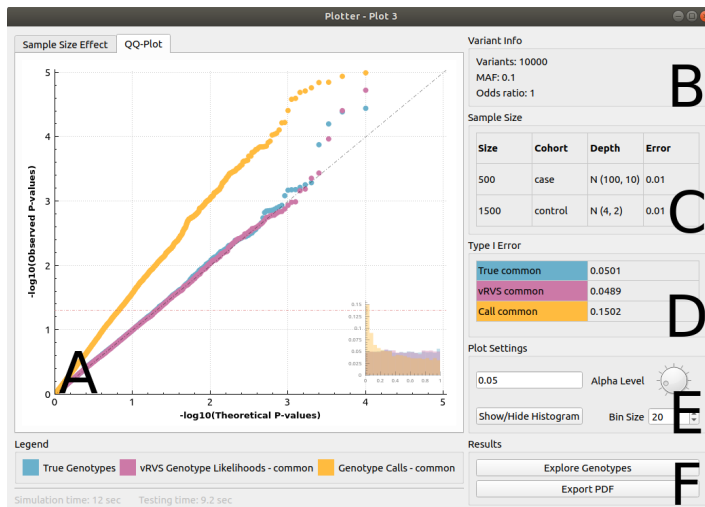 Plotter - Plot 3
Sample Size Effect QQ-Plot
5
4
3
2
1
0
-log10(Observed P-values)
0 1 2 3 4 5
-log10(Theoretical P-values)
0.15
0.125
0.1
0.075
0.05
0.025
0
0 0.2 0.4 0.6 0.8 1
A
Legend
True Genotypes vRVS Genotype Likelihoods - common Genotype Calls - common
Simulation time: 12 sec Testing time: 9.2 sec
Variant Info
Variants: 10000
MAF: 0.1
Odds ratio: 1
B
Sample Size
Size Cohort Depth Error
500 case N (100, 10) 0.01
1500 control N (4, 2) 0.01
C
Type I Error
True common 0.0501
vRVS common 0.0489
Call common 0.1502
D
Plot Settings
0.05 Alpha Level
Show/Hide Histogram Bin Size 20
E
Results
Explore Genotypes
Export PDF
F